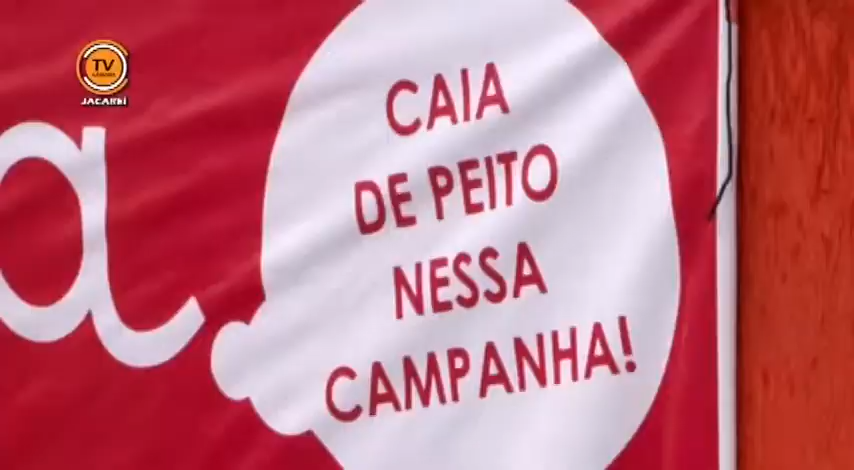 TV
JACAREÍ
a
CAIA
DE PEITO
NESSA
CAMPANHA!